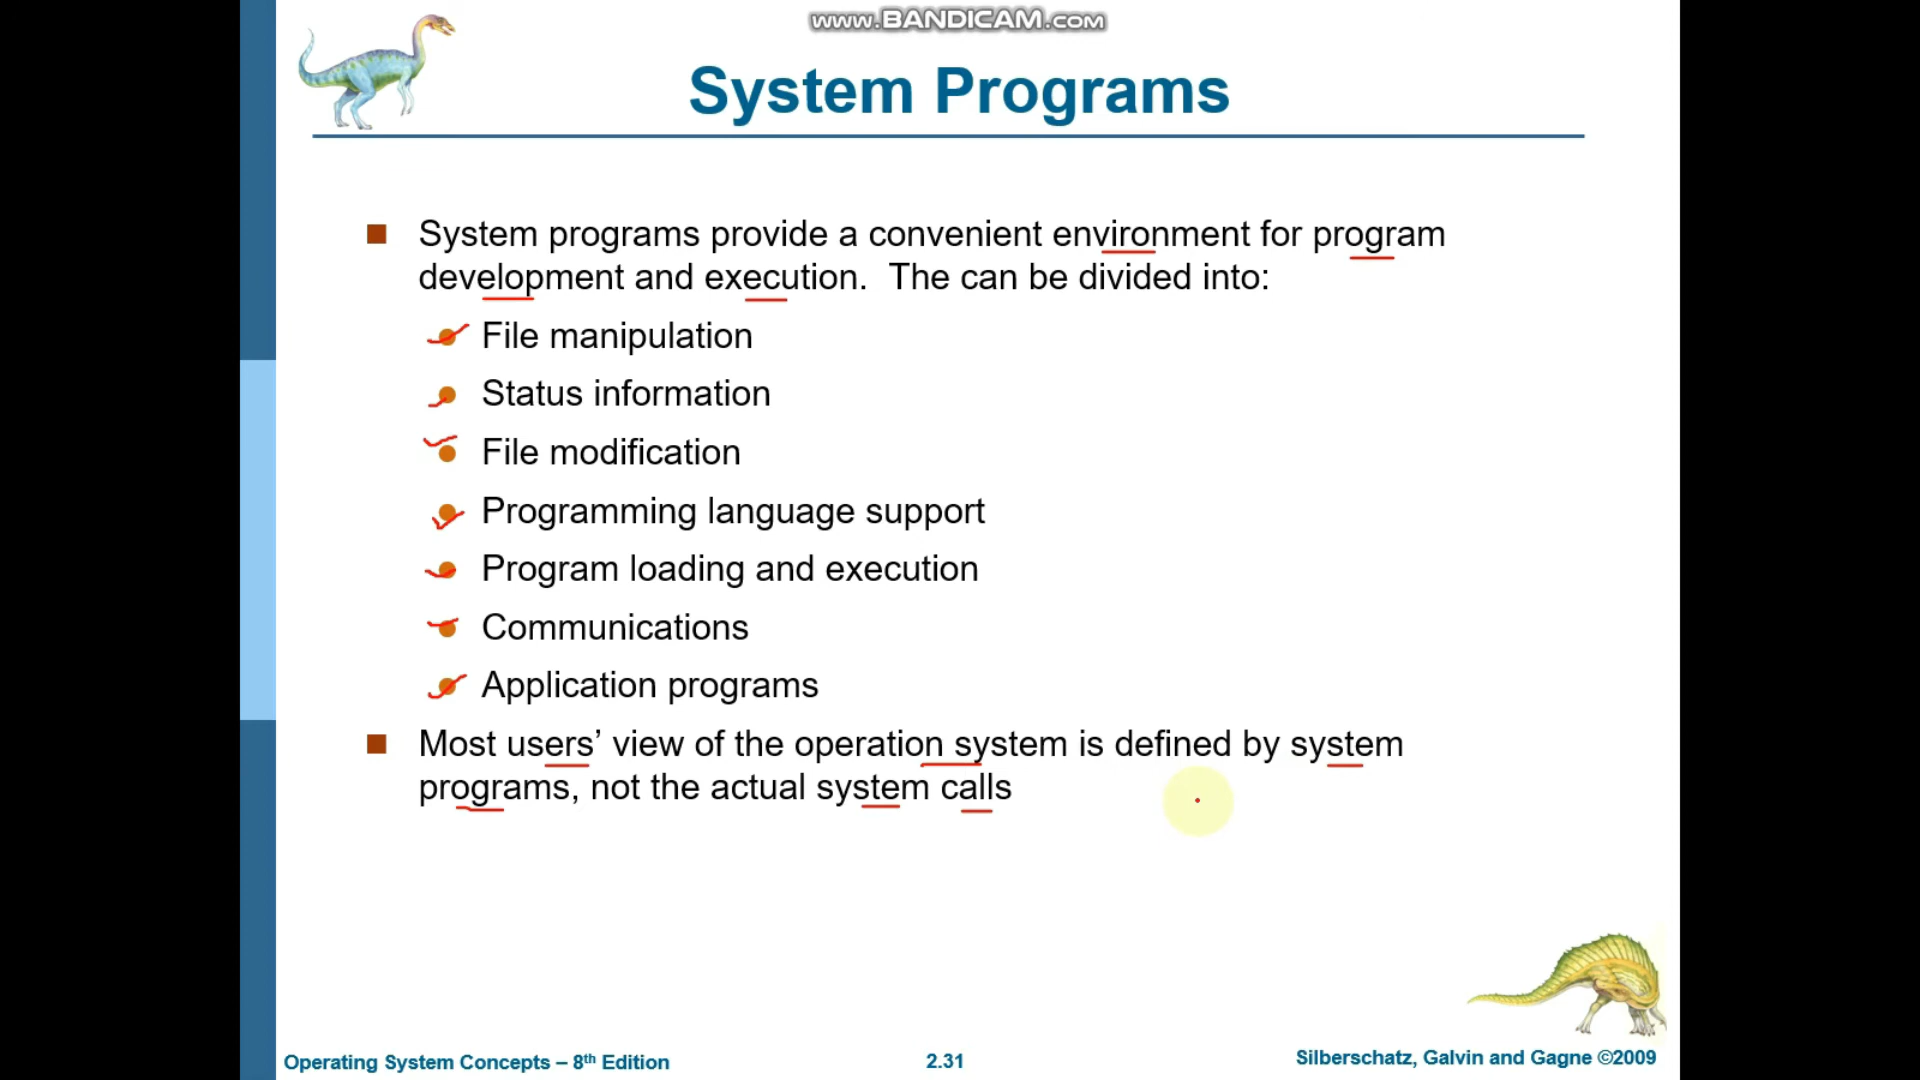 www.BANDICAM.com
System Programs
System programs provide a convenient environment for program
development and execution.  The can be divided into:
File manipulation
Status information
File modification
Programming language support
Program loading and execution
Communications
Application programs
Most users’ view of the operation system is defined by system
programs, not the actual system calls
Operating System Concepts – 8th Edition
2.31
Silberschatz, Galvin and Gagne ©2009